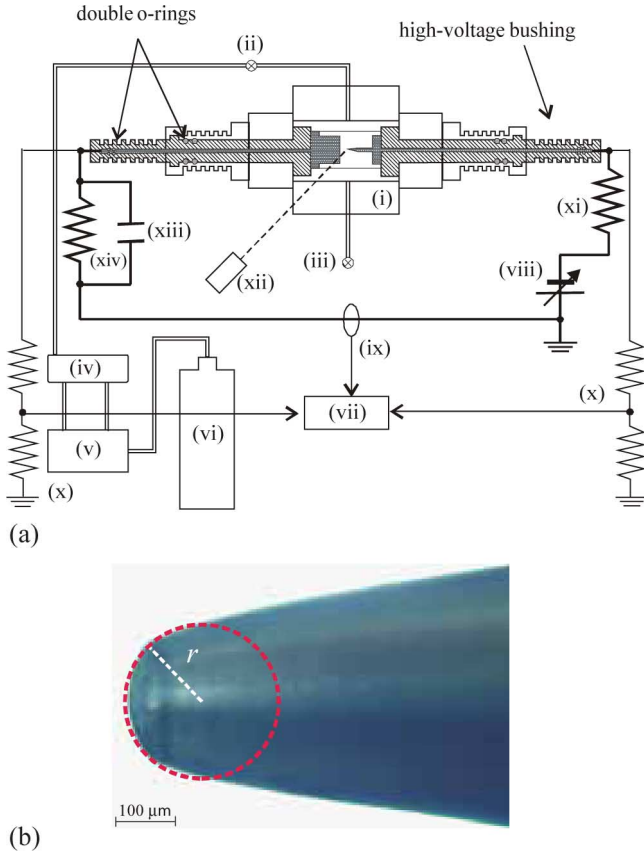 double o-rings
(ii)
high-voltage bushing
(i)
(xi)
(xiii)
(xiv)
(xii)
(iii)
(viii)
(ix)
(iv)
(x)
(vi)
(vii)
(v)
(x)
(a)
r
100 µm
(b)